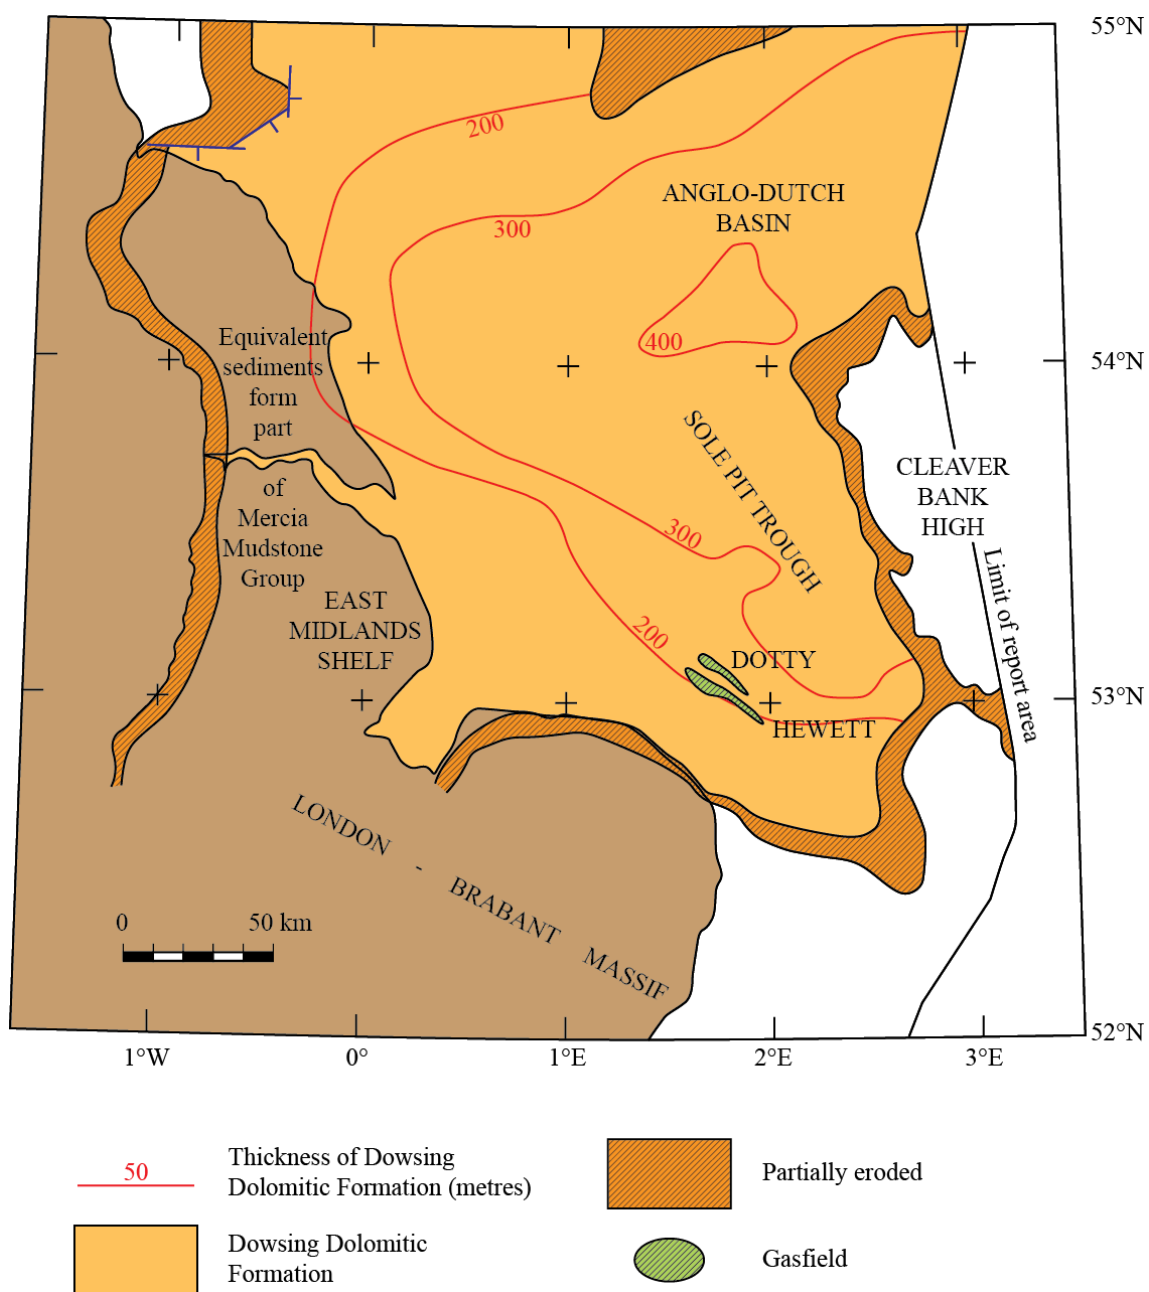 55°N
200
ANGLO-DUTCH
BASIN
300
400
Equivalent
sediments
form
part
of
Mercia
Mudstone
Group
54°N
SOLE PIT TROUGH
CLEAVER
BANK
HIGH
300
Limit of report area
EAST
MIDLANDS
SHELF
200
DOTTY
HEWETT
53°N
LONDON - BRABANT MASSIF
0 50 km
52°N
1°W 0° 1°E 2°E 3°E
50
Thickness of Dowsing
Dolomitic Formation (metres)
Partially eroded
Dowsing Dolomitic
Formation
Gasfield